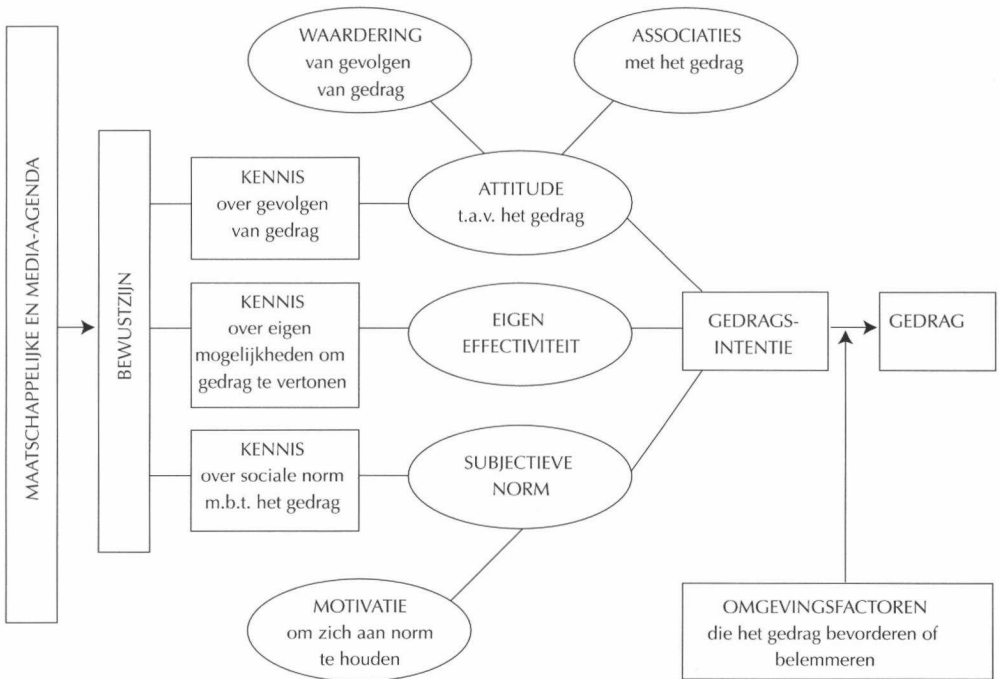 MAATSCHAPPELIJKE EN MEDIA-AGENDA
BEWUSTZIJN
WAARDERING
van gevolgen
van gedrag
ASSOCIATIES
met het gedrag
KENNIS
over gevolgen
van gedrag
ATTITUDE
t.a.v. het gedrag
KENNIS
over eigen
mogelijkheden om
gedrag te vertonen
EIGEN
EFFECTIVITEIT
GEDRAGS-
INTENTIE
GEDRAG
KENNIS
over sociale norm
m.b.t. het gedrag
SUBJECTIEVE
NORM
MOTIVATIE
om zich aan norm
te houden
OMGEVINGSFACTOREN
die het gedrag bevorderen of
belemmeren